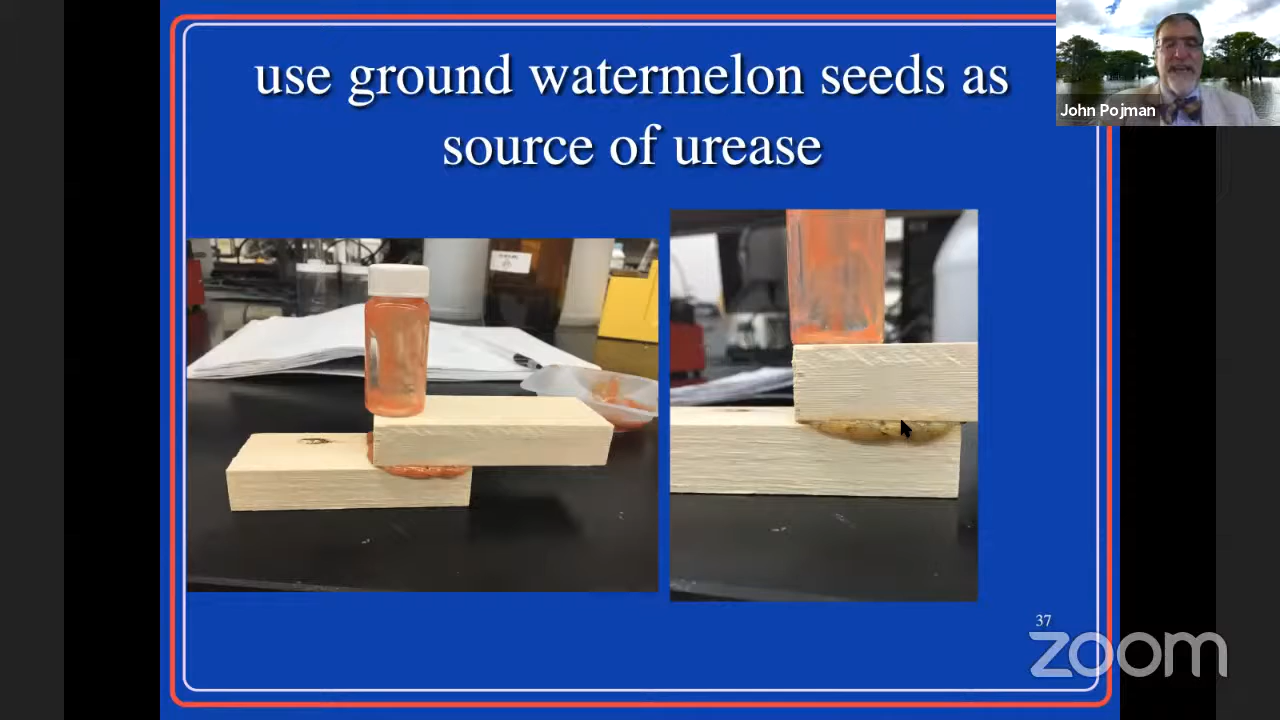 use ground watermelon seeds as
source of urease
John Pojman
37
zoom